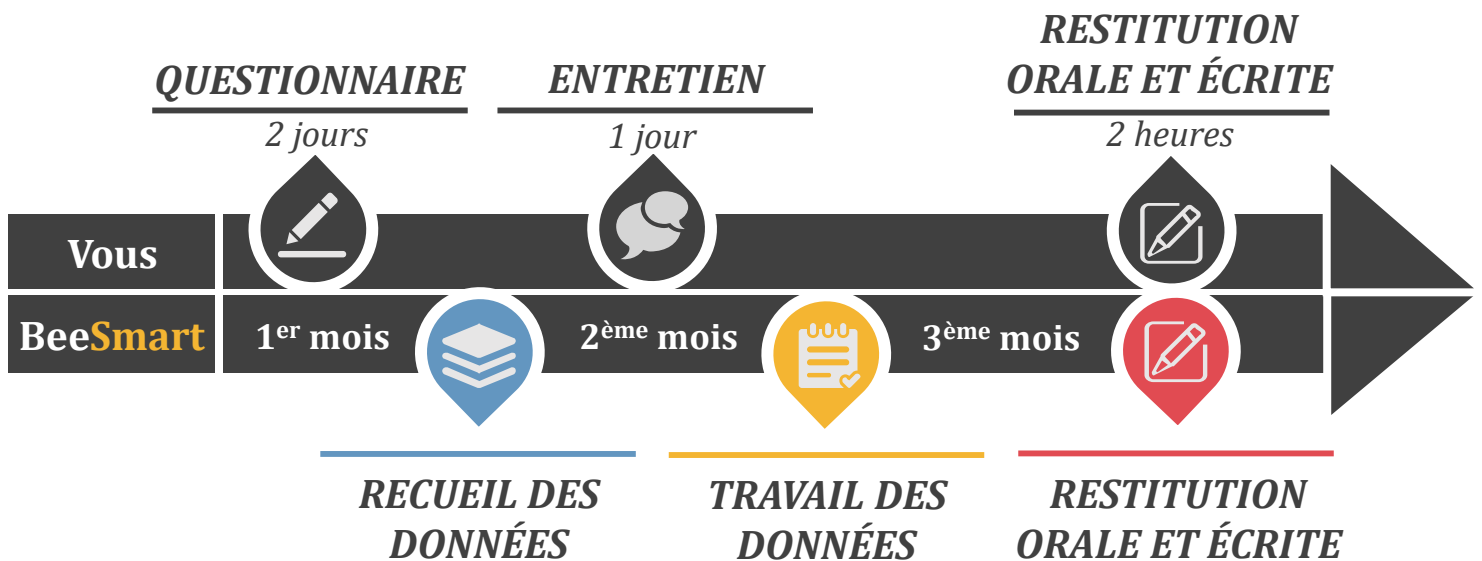 QUESTIONNAIRE
2 jours
ENTRETIEN
1 jour
RESTITUTION
ORALE ET ÉCRITE
2 heures
Vous
BeeSmart
1er mois
2ème mois
3ème mois
RECUEIL DES
DONNÉES
TRAVAIL DES
DONNÉES
RESTITUTION
ORALE ET ÉCRITE